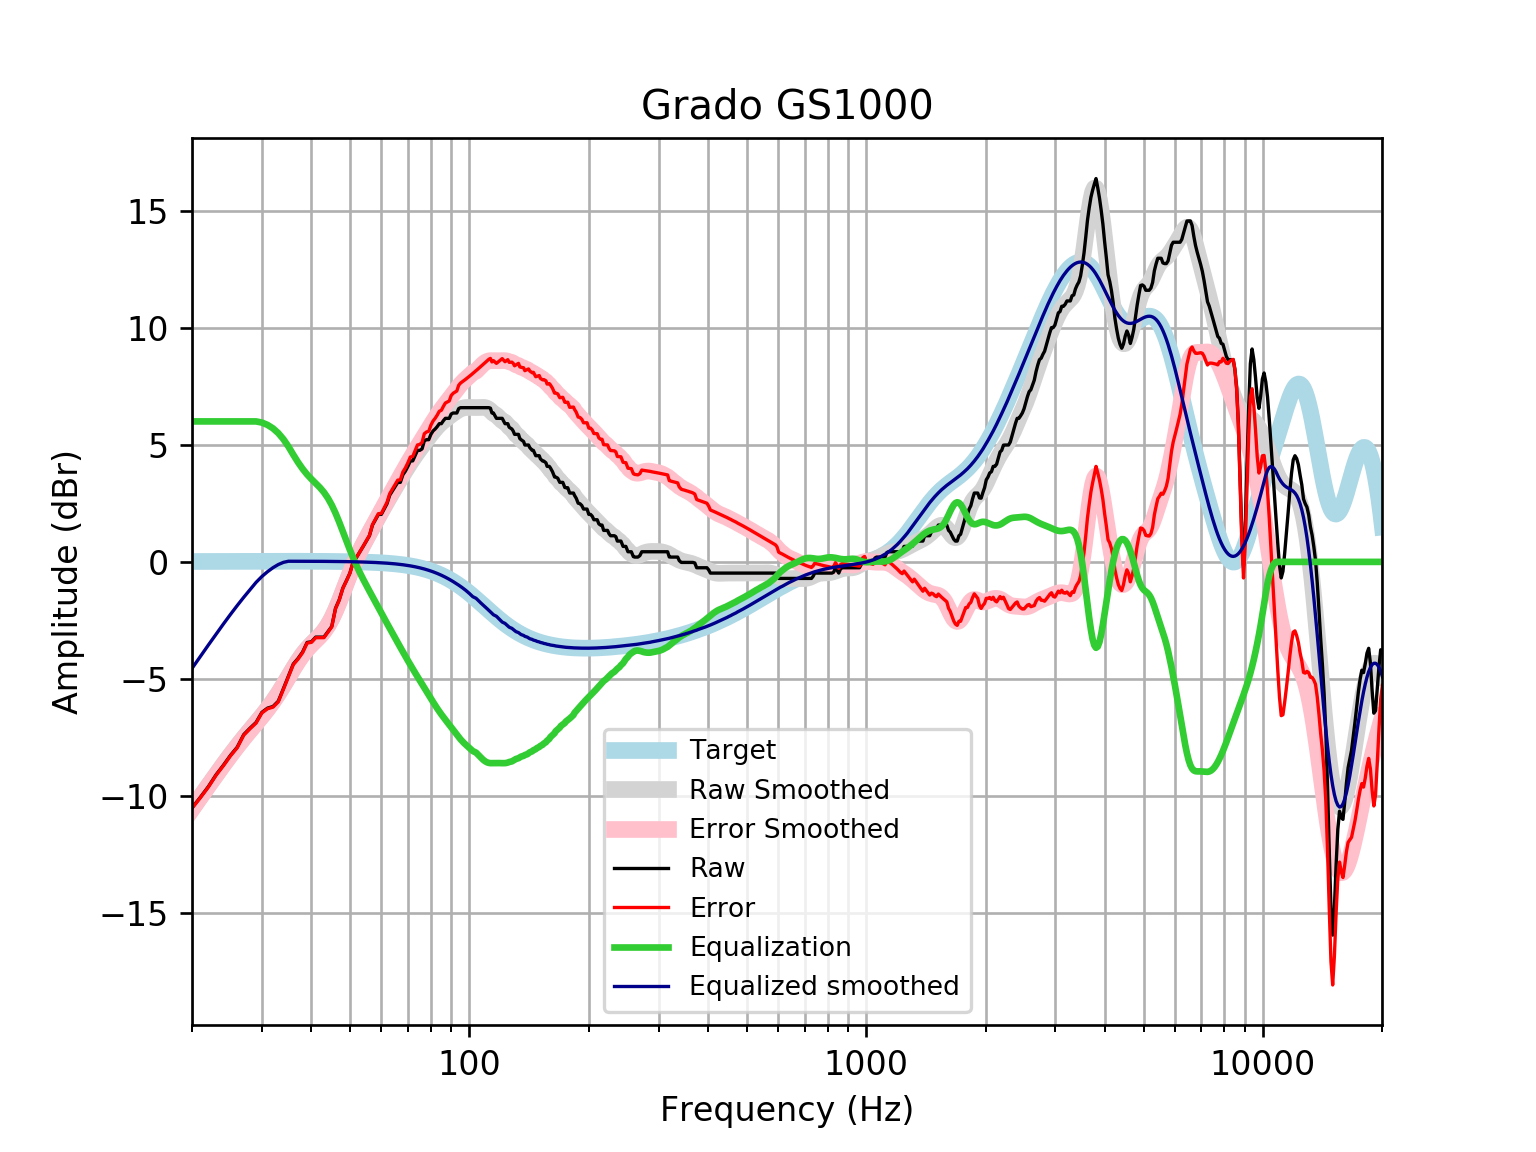 Grado GS1000
Amplitude (dBr)
15
10
5
0
−5
−10
−15
Target
Raw Smoothed
Error Smoothed
Raw
Error
Equalization
Equalized smoothed
100
1000
10000
Frequency (Hz)